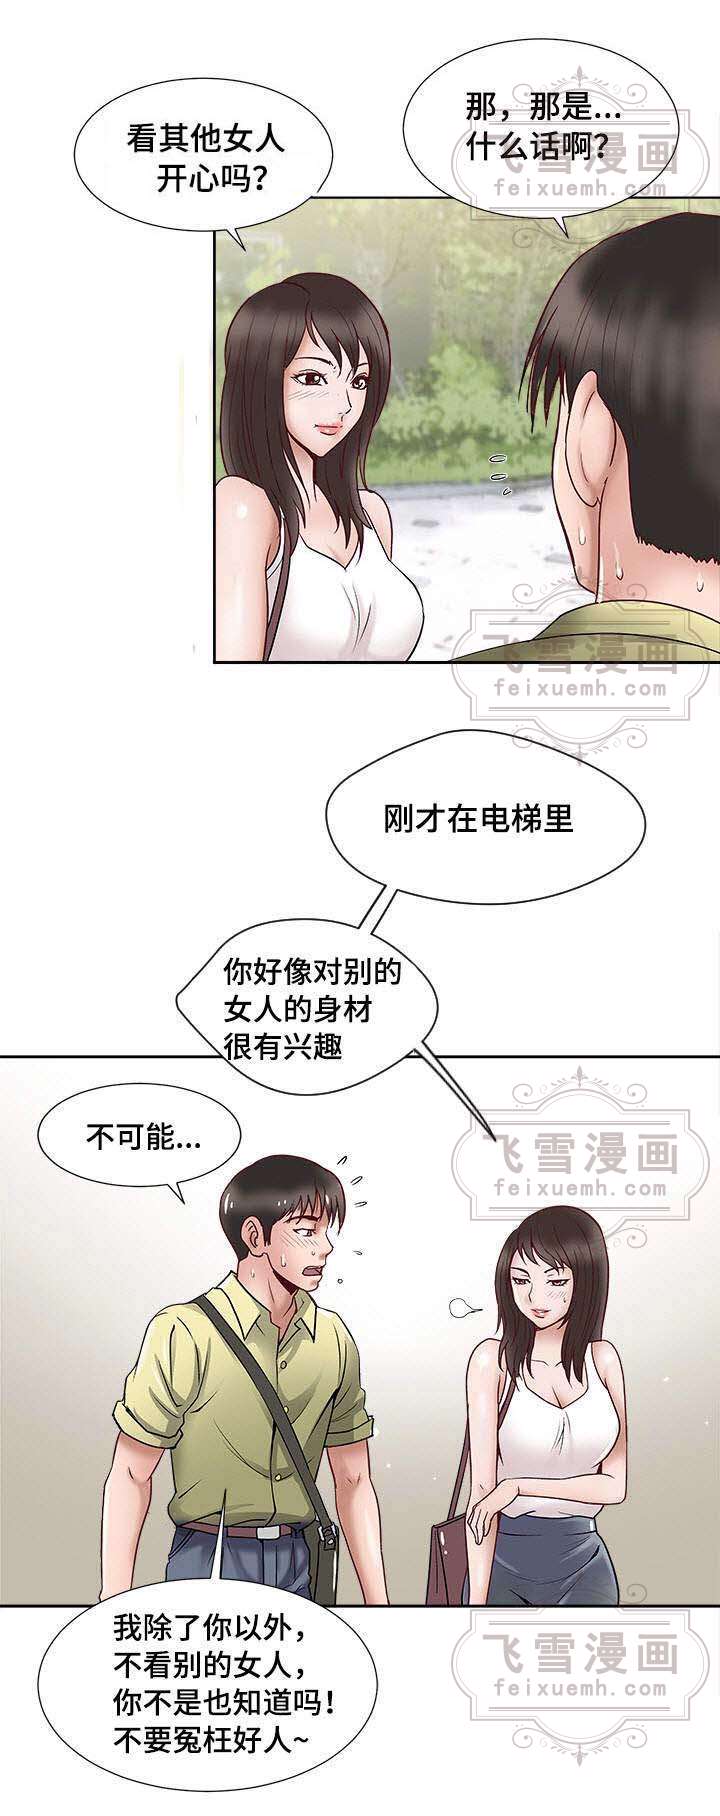 看其他女人
开心吗？
那，那是...
什么话啊？
飞雪漫画
feixuemh.com
飞雪漫画
feixuemh.com
刚才在电梯里
你好像对别的
女人的身材
很有兴趣
不可能...
飞雪漫画
feixuemh.com
我除了你以外，
不看别的女人，
你不是也知道吗！
不要冤枉好人~
飞雪漫画
feixuemh.com